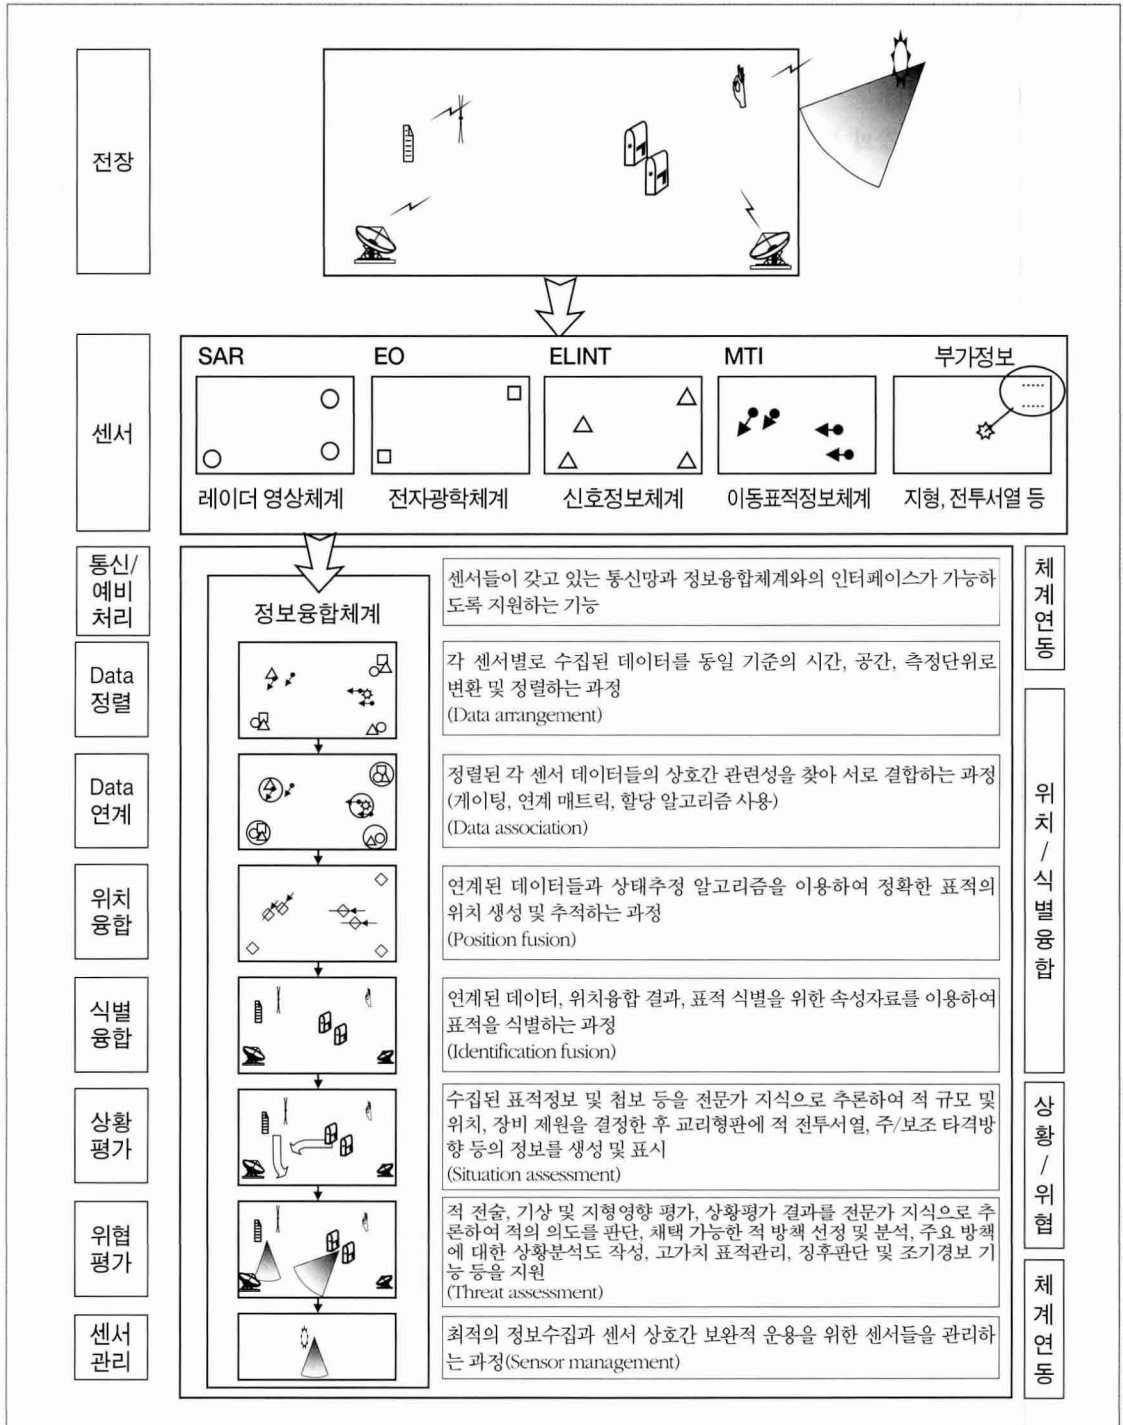 전장
센서
SAR
EO
ELINT
MTI
부가정보
레이더 영상체계
전자광학체계
신호정보체계
이동표적정보체계
지형, 전투서열 등
통신/
예비
처리
정보융합체계
센서들이 갖고 있는 통신망과 정보융합체계와의 인터페이스가 가능하
도록 지원하는 기능
체계연동
Data
정렬
각 센서별로 수집된 데이터를 동일 기준의 시간, 공간, 측정단위로
변환 및 정렬하는 과정
(Data arrangement)
Data
연계
정렬된 각 센서 데이터들의 상호간 관련성을 찾아 서로 결합하는 과정
(게이팅, 연계 매트릭, 할당 알고리즘 사용)
(Data association)
위치/식별융합
위치
융합
연계된 데이터들과 상태추정 알고리즘을 이용하여 정확한 표적의
위치 생성 및 추적하는 과정
(Position fusion)
식별
융합
연계된 데이터, 위치융합 결과, 표적 식별을 위한 속성자료를 이용하여
표적을 식별하는 과정
(Identification fusion)
상황
평가
수집된 표적정보 및 첩보 등을 전문가 지식으로 추론하여 적 규모 및
위치, 장비 제원을 결정한 후 교리형판에 적 전투서열, 주/보조 타격방
향 등의 정보를 생성 및 표시
(Situation assessment)
상황/위협
위협
평가
적 전술, 기상 및 지형영향 평가, 상황평가 결과를 전문가 지식으로 추
론하여 적의 의도를 판단, 채택 가능한 적 방책 선정 및 분석, 주요 방책
에 대한 상황분석도 작성, 고가치 표적관리, 징후판단 및 조기경보 기
능 등을 지원
(Threat assessment)
체계연동
센서
관리
최적의 정보수집과 센서 상호간 보완적 운용을 위한 센서들을 관리하
는 과정(Sensor management)